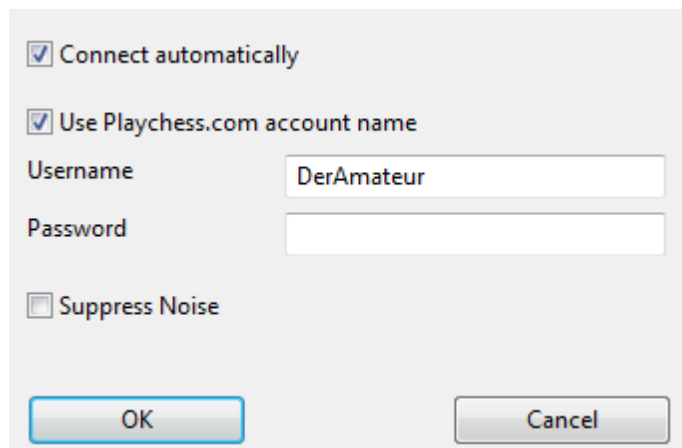 Connect automatically
Use Playchess.com account name
Username DerAmateur
Password
Suppress Noise
OK Cancel